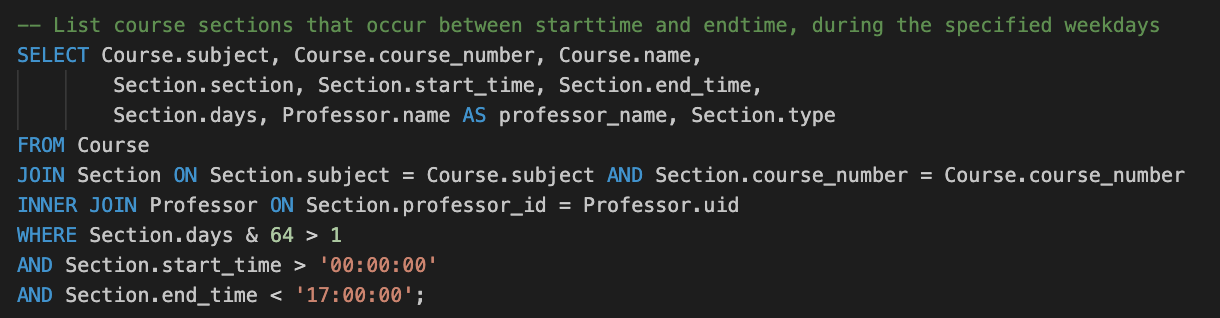 -- List course sections that occur between starttime and endtime, during the specified weekdays
SELECT Course.subject, Course.course_number, Course.name,
        Section.section, Section.start_time, Section.end_time,
        Section.days, Professor.name AS professor_name, Section.type
FROM Course
JOIN Section ON Section.subject = Course.subject AND Section.course_number = Course.course_number
INNER JOIN Professor ON Section.professor_id = Professor.uid
WHERE Section.days & 64 > 1
AND Section.start_time > '00:00:00'
AND Section.end_time < '17:00:00';